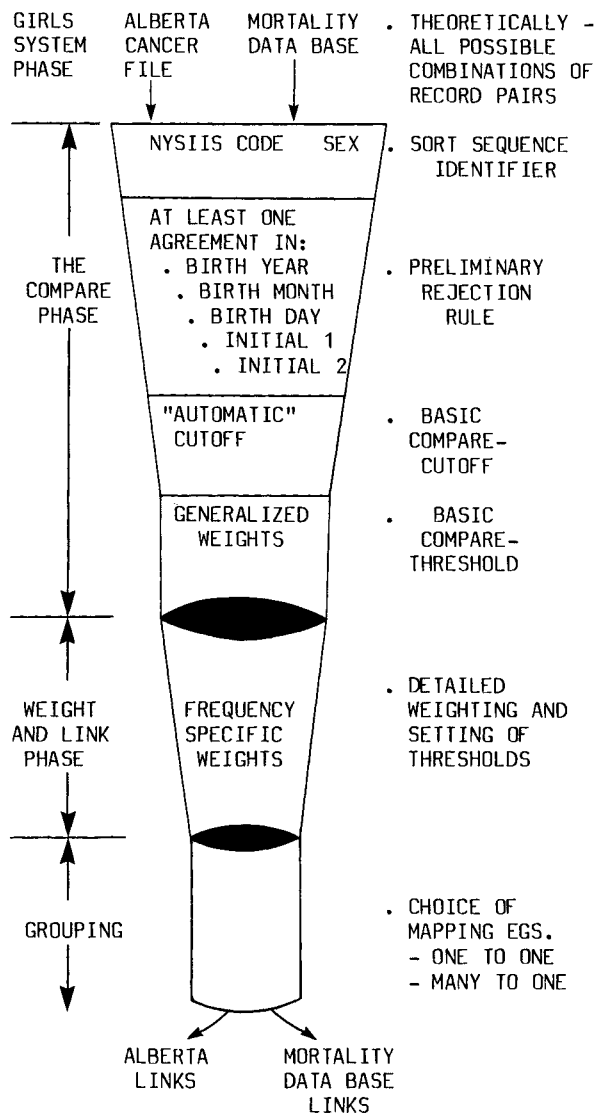 GIRLS
SYSTEM
PHASE
ALBERTA
CANCER
FILE
MORTALITY
DATA BASE
. THEORETICALLY -
ALL POSSIBLE
COMBINATIONS OF
RECORD PAIRS
NYSIIS CODE SEX
. SORT SEQUENCE
IDENTIFIER
THE
COMPARE
PHASE
AT LEAST ONE
AGREEMENT IN:
. BIRTH YEAR
. BIRTH MONTH
. BIRTH DAY
. INITIAL 1
. INITIAL 2
. PRELIMINARY
REJECTION
RULE
"AUTOMATIC"
CUTOFF
. BASIC
COMPARE-
CUTOFF
GENERALIZED
WEIGHTS
. BASIC
COMPARE-
THRESHOLD
WEIGHT
AND LINK
PHASE
FREQUENCY
SPECIFIC
WEIGHTS
. DETAILED
WEIGHTING AND
SETTING OF
THRESHOLDS
GROUPING
. CHOICE OF
MAPPING EGS.
- ONE TO ONE
- MANY TO ONE
ALBERTA
LINKS
MORTALITY
DATA BASE
LINKS